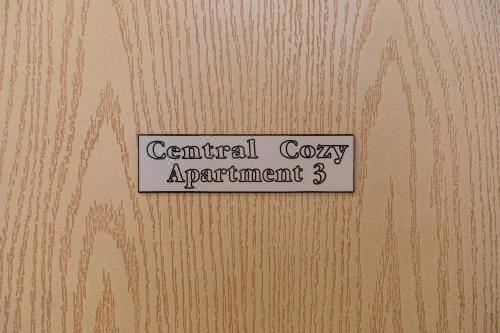 Central Cozy
Apartment 3